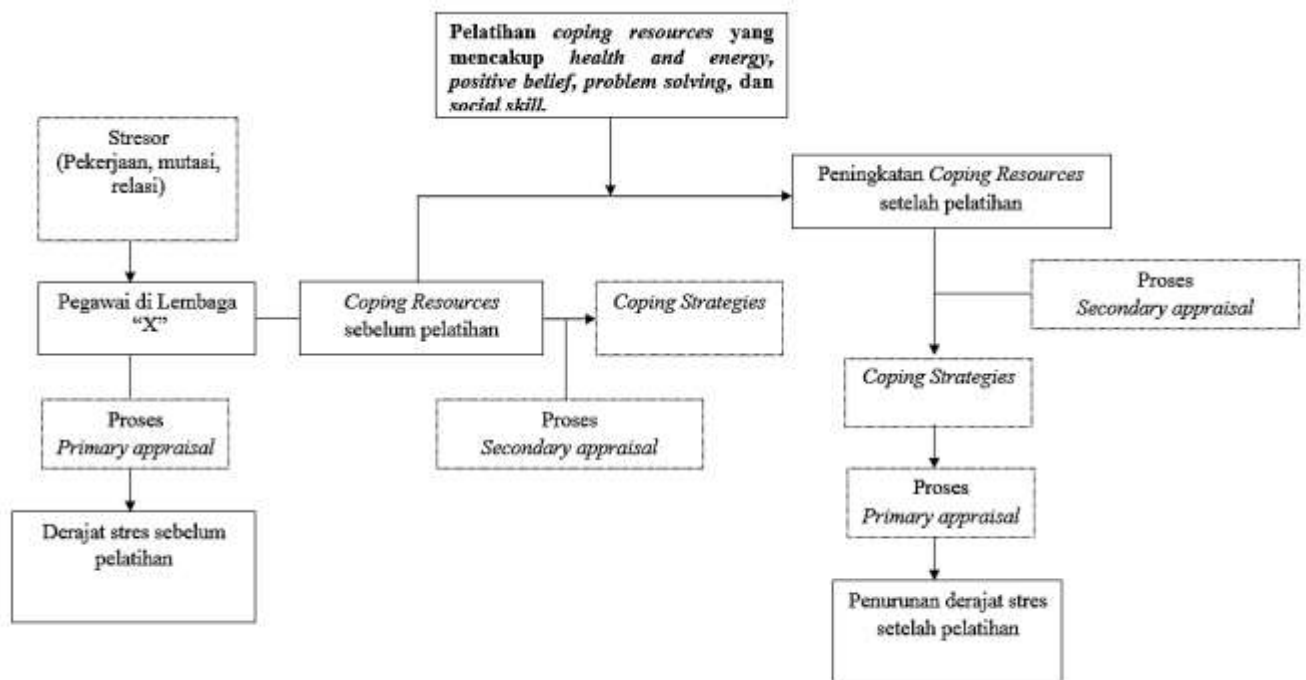 Pelatihan coping resources yang
mencakup health and energy,
positive belief, problem solving, dan
social skill.
Stresor
(Pekerjaan, mutasi,
relasi)
Peningkatan Coping Resources
setelah pelatihan
Pegawai di Lembaga
“X”
Coping Resources
sebelum pelatihan
Coping Strategies
Proses
Secondary appraisal
Proses
Primary appraisal
Proses
Secondary appraisal
Coping Strategies
Derajat stres sebelum
pelatihan
Proses
Primary appraisal
Penurunan derajat stres
setelah pelatihan